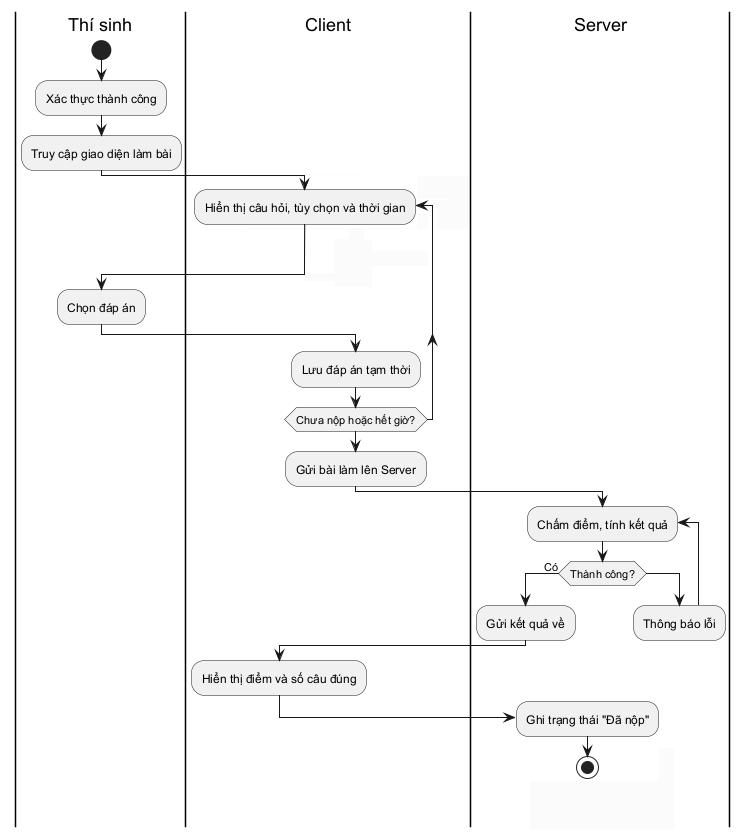 Thí sinh
Client
Server
Xác thực thành công
Truy cập giao diện làm bài
Hiển thị câu hỏi, tùy chọn và thời gian
Chọn đáp án
Lưu đáp án tạm thời
Chưa nộp hoặc hết giờ?
Gửi bài làm lên Server
Chấm điểm, tính kết quả
Có
Thành công?
Gửi kết quả về
Thông báo lỗi
Hiển thị điểm và số câu đúng
Ghi trạng thái "Đã nộp"